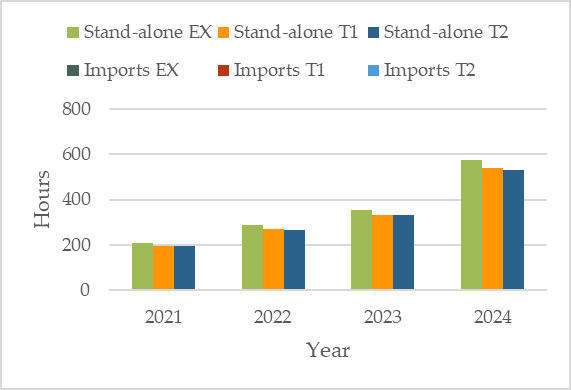 Stand-alone EX Stand-alone T1 Stand-alone T2
Imports EX Imports T1 Imports T2
800
600
400
200
0
Hours
2021 2022 2023 2024
Year